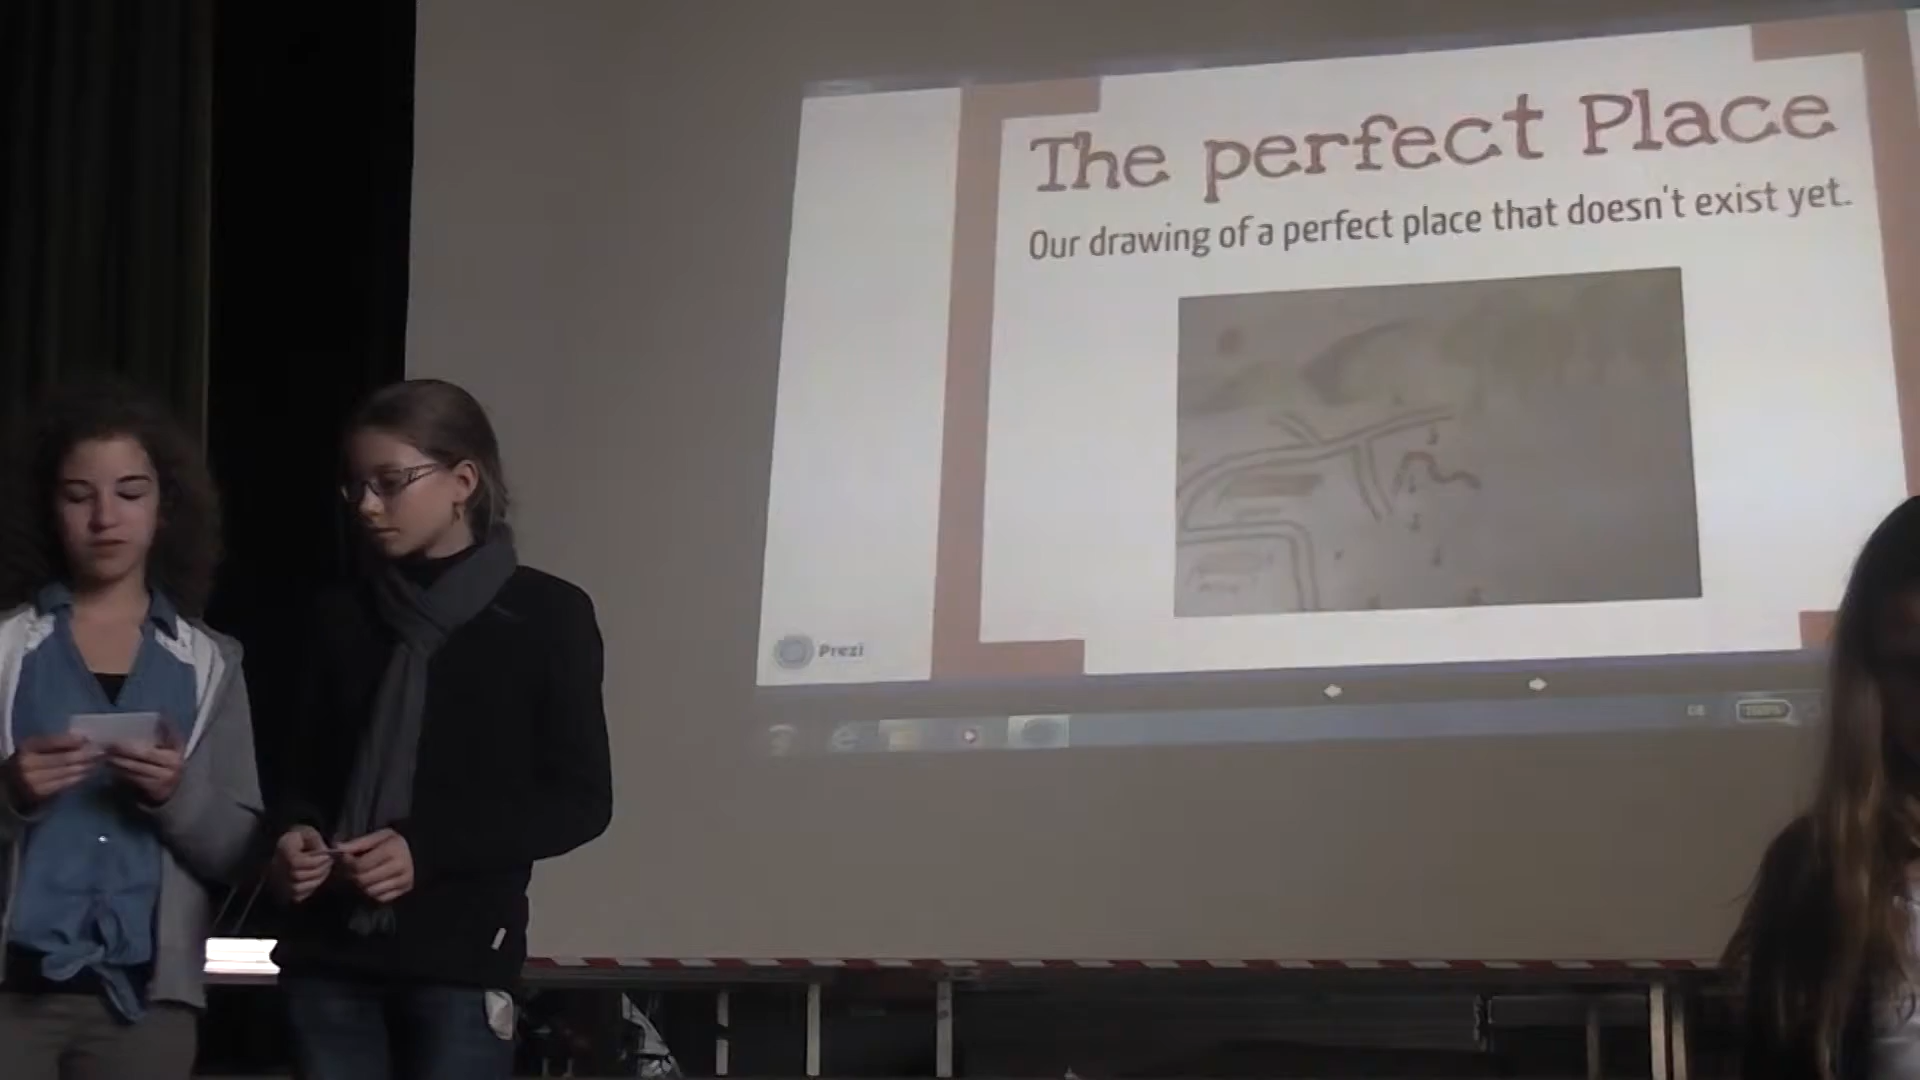 The perfect Place
Our drawing of a perfect place that doesn't exist yet.
Prezi